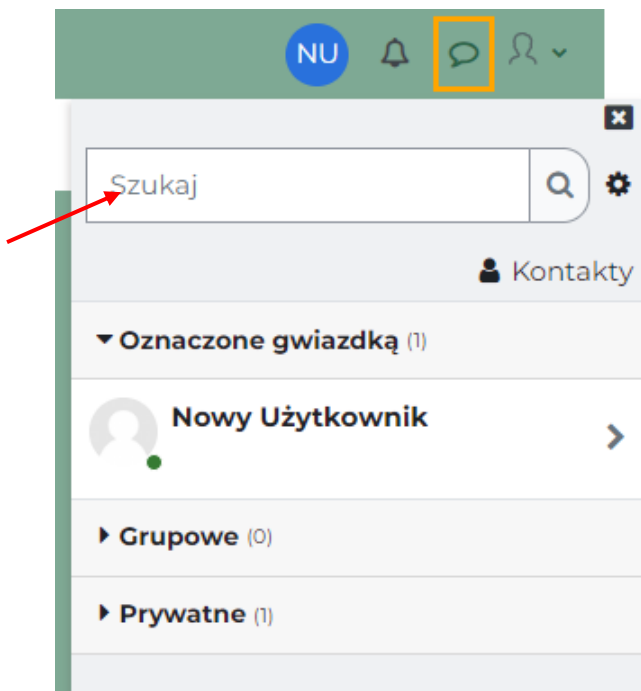 NU
Szukaj
Kontakty
Oznaczone gwiazdką (1)
Nowy Użytkownik
Grupowe (0)
Prywatne (1)